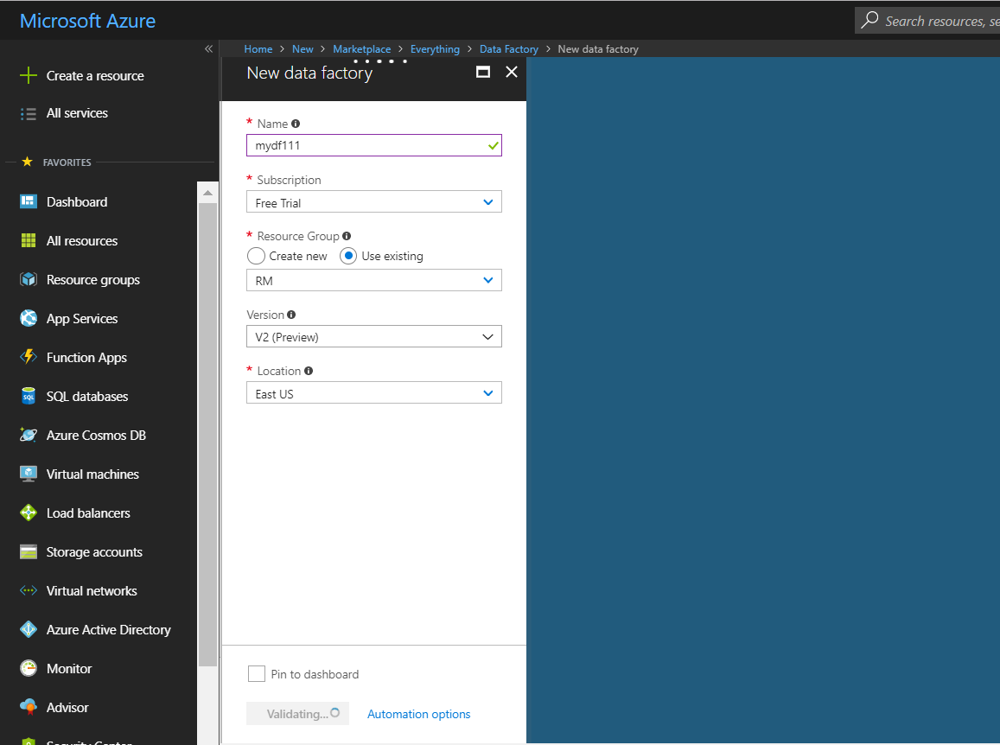 Microsoft Azure
Search resources, se
Home > New > Marketplace > Everything > Data Factory > New data factory
Create a resource
All services
FAVORITES
Dashboard
All resources
Resource groups
App Services
Function Apps
SQL databases
Azure Cosmos DB
Virtual machines
Load balancers
Storage accounts
Virtual networks
Azure Active Directory
Monitor
Advisor
Security Center
New data factory
* Name
mydf111
* Subscription
Free Trial
* Resource Group
Create new Use existing
RM
Version
V2 (Preview)
* Location
East US
Pin to dashboard
Validating... Automation options